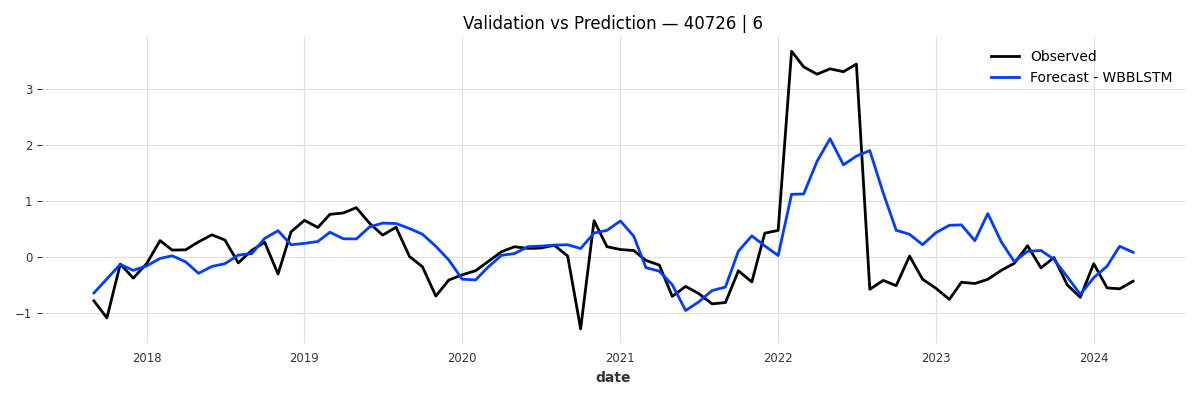 Validation vs Prediction — 40726 | 6
Observed
Forecast - WBBLSTM
3
2
1
0
−1
2018 2019 2020 2021 2022 2023 2024
date